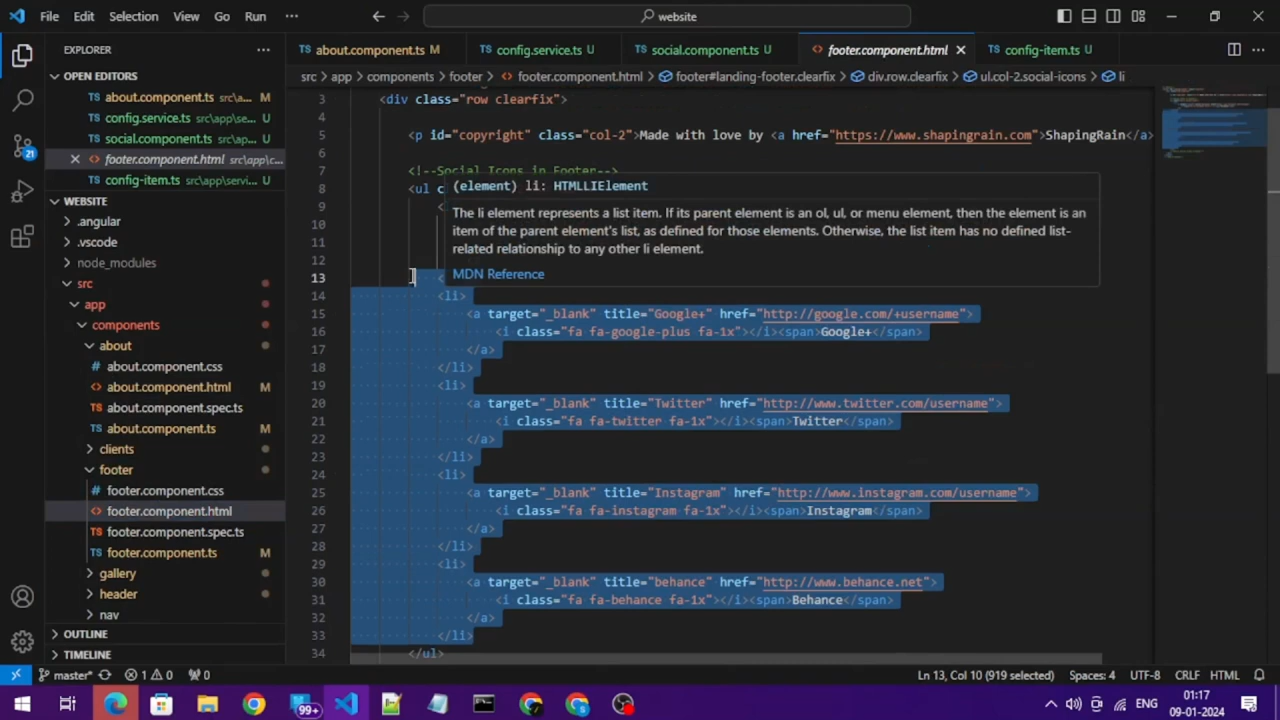 File Edit Selection View Go Run ··· website
EXPLORER ···
about.component.ts M config.service.ts U social.component.ts U footer.component.html config-item.ts U
OPEN EDITORS
src > app > components > footer > footer.component.html > footer#landing-footer.clearfix > div.row.clearfix > ul.col-2.social-icons > li
about.component.ts src\a... M
config.service.ts src\app\se... U
social.component.ts src\ap... U
footer.component.html src\app\c...
config-item.ts src\app\servi... U
WEBSITE
.angular
.vscode
node_modules
src
app
components
about
about.component.css
about.component.html M
about.component.spec.ts
about.component.ts M
clients
footer
footer.component.css
footer.component.html
footer.component.spec.ts
footer.component.ts M
gallery
header
nav
OUTLINE
TIMELINE
3 <div class="row clearfix">
4
5 <p id="copyright" class="col-2">Made with love by <a href="https://www.shapingrain.com">ShapingRain</a>
6
7 <!--Social Icons in Footer-->
8 <ul c
9 <
10
11
12
13 <
(element) li: HTMLLIElement
The li element represents a list item. If its parent element is an ol, ul, or menu element, then the element is an
item of the parent element's list, as defined for those elements. Otherwise, the list item has no defined list-
related relationship to any other li element.
MDN Reference
14 <li>
15 <a target="_blank" title="Google+" href="http://google.com/+username">
16 <i class="fa fa-google-plus fa-1x"></i><span>Google+</span>
17 </a>
18 </li>
19 <li>
20 <a target="_blank" title="Twitter" href="http://www.twitter.com/username">
21 <i class="fa fa-twitter fa-1x"></i><span>Twitter</span>
22 </a>
23 </li>
24 <li>
25 <a target="_blank" title="Instagram" href="http://www.instagram.com/username">
26 <i class="fa fa-instagram fa-1x"></i><span>Instagram</span>
27 </a>
28 </li>
29 <li>
30 <a target="_blank" title="behance" href="http://www.behance.net">
31 <i class="fa fa-behance fa-1x"></i><span>Behance</span>
32 </a>
33 </li>
34 </ul>
21
master* 1 0 0 Ln 13, Col 10 (919 selected) Spaces: 4 UTF-8 CRLF HTML
99+ ENG 01:17
09-01-2024